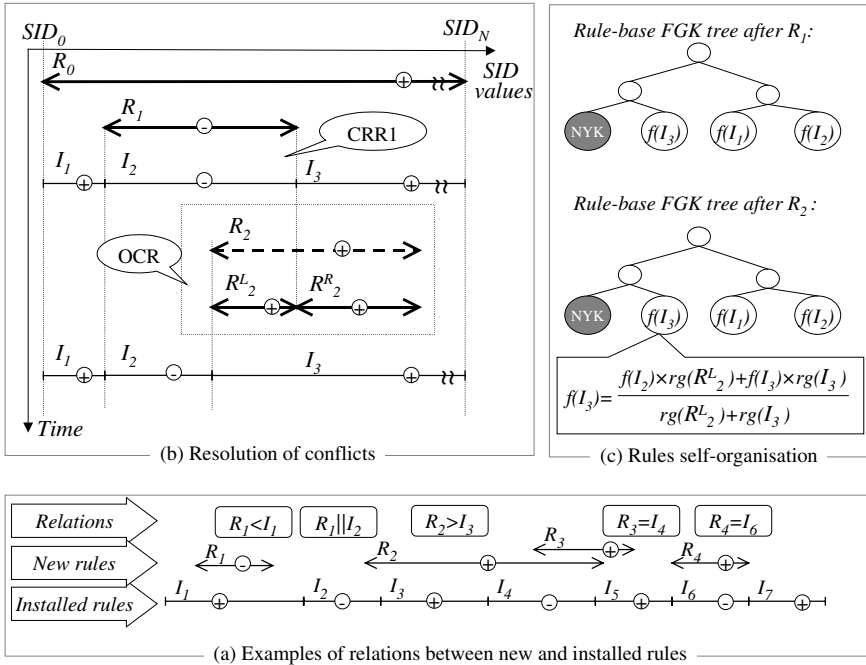 SID0 SIDN
SID values
R0 +
R1 -
CRR1
I1 + I2 - I3 +
R2 +
OCR
RL2 + RR2 +
I1 + I2 - I3 +
Time
(b) Resolution of conflicts
Rule-base FGK tree after R1:
NYK f(I3) f(I1) f(I2)
Rule-base FGK tree after R2:
NYK f(I3) f(I1) f(I2)
f(I3)= f(I2)×rg(RL2)+f(I3)×rg(I3)
rg(RL2)+rg(I3)
(c) Rules self-organisation
Relations R1<I1 R1||I2 R2>I3 R3=I4 R4=I6
New rules R1 - R2 + R3 + R4 +
Installed rules I1 + I2 - I3 + I4 - I5 + I6 - I7 +
(a) Examples of relations between new and installed rules